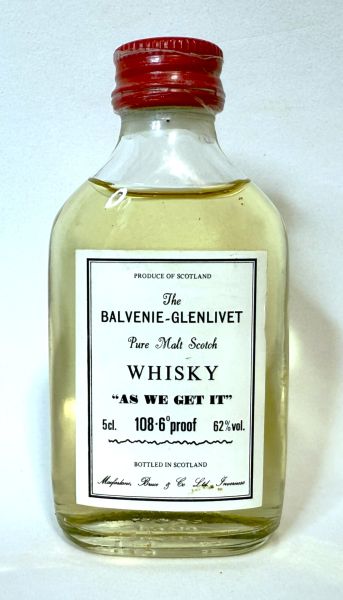 PRODUCE OF SCOTLAND
The
BALVENIE-GLENLIVET
Pure Malt Scotch
WHISKY
"AS WE GET IT"
5cl. 108·6°proof 62%vol.
BOTTLED IN SCOTLAND
Macfarlane, Bruce & Co. Ltd., Inverness